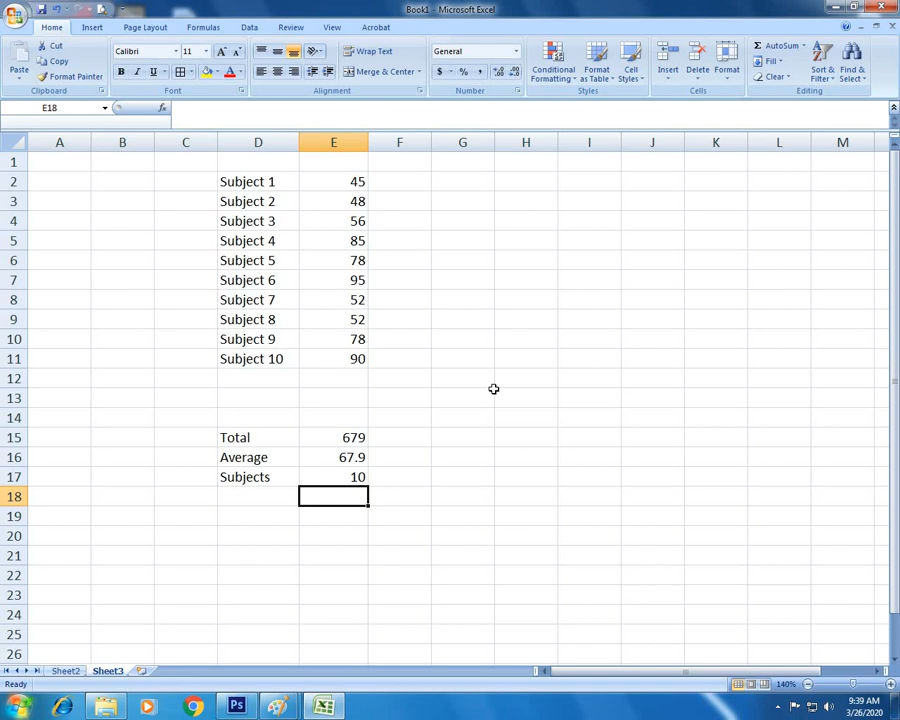 Book1 - Microsoft Excel
Home Insert Page Layout Formulas Data Review View Acrobat
Cut Calibri 11 Wrap Text General AutoSum
Copy Fill
Paste Format Painter B I U Merge & Center $ % , Conditional Formatting Format as Table Cell Styles Insert Delete Format Clear Sort & Filter Find & Select
Clipboard Font Alignment Number Styles Cells Editing
E18 fx
A B C D E F G H I J K L M
1
2 Subject 1 45
3 Subject 2 48
4 Subject 3 56
5 Subject 4 85
6 Subject 5 78
7 Subject 6 95
8 Subject 7 52
9 Subject 8 52
10 Subject 9 78
11 Subject 10 90
12
13
14
15 Total 679
16 Average 67.9
17 Subjects 10
18
19
20
21
22
23
24
25
26
Sheet2 Sheet3
Ready 140%
Ps 9:39 AM
3/26/2020